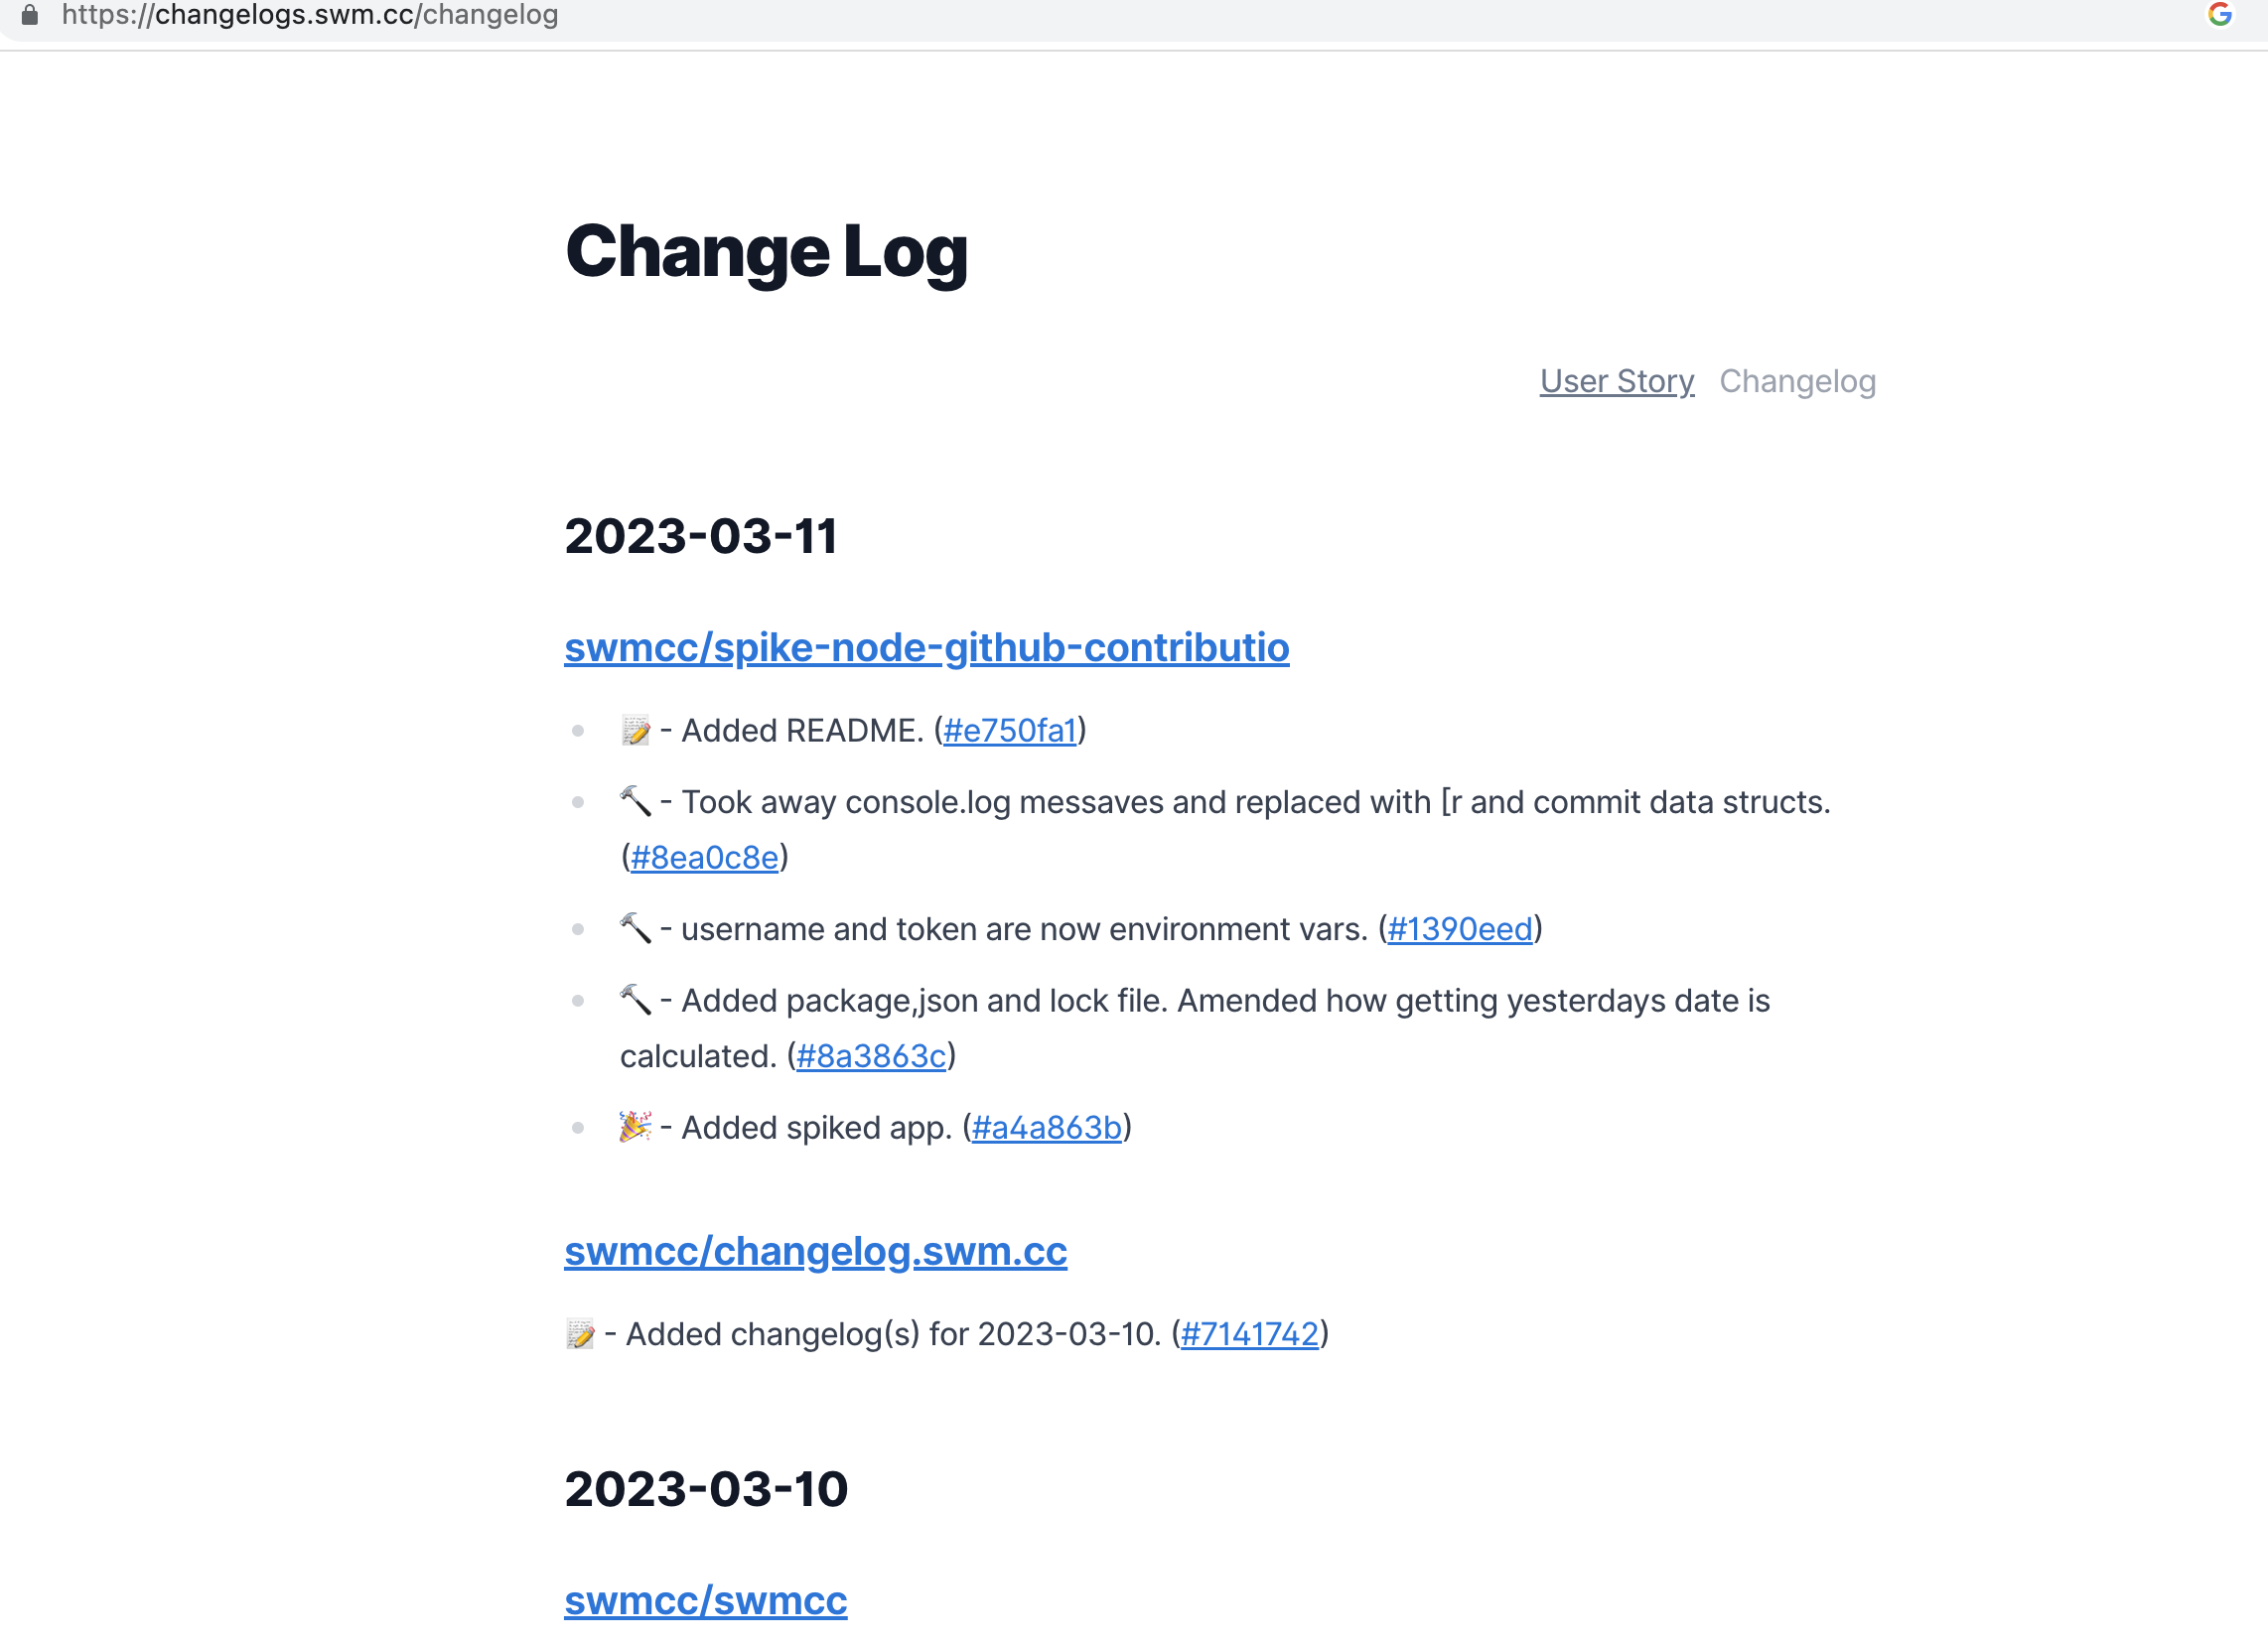 https://changelogs.swm.cc/changelog
Change Log
User Story Changelog
2023-03-11
swmcc/spike-node-github-contributio
📝 - Added README. (#e750fa1)
🔨 - Took away console.log messaves and replaced with [r and commit data structs.
(#8ea0c8e)
🔨 - username and token are now environment vars. (#1390eed)
🔨 - Added package,json and lock file. Amended how getting yesterdays date is
calculated. (#8a3863c)
🎉 - Added spiked app. (#a4a863b)
swmcc/changelog.swm.cc
📝 - Added changelog(s) for 2023-03-10. (#7141742)
2023-03-10
swmcc/swmcc